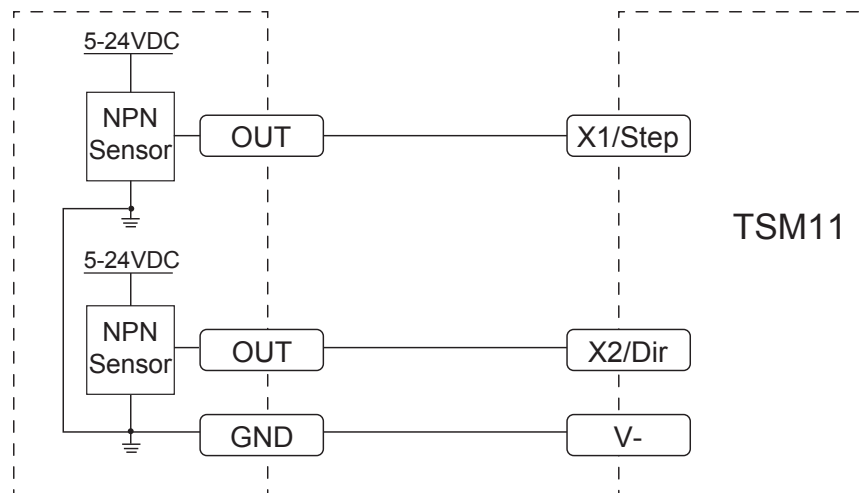 5-24VDC
NPN
Sensor
OUT
X1/Step
TSM11
5-24VDC
NPN
Sensor
OUT
X2/Dir
GND
V-